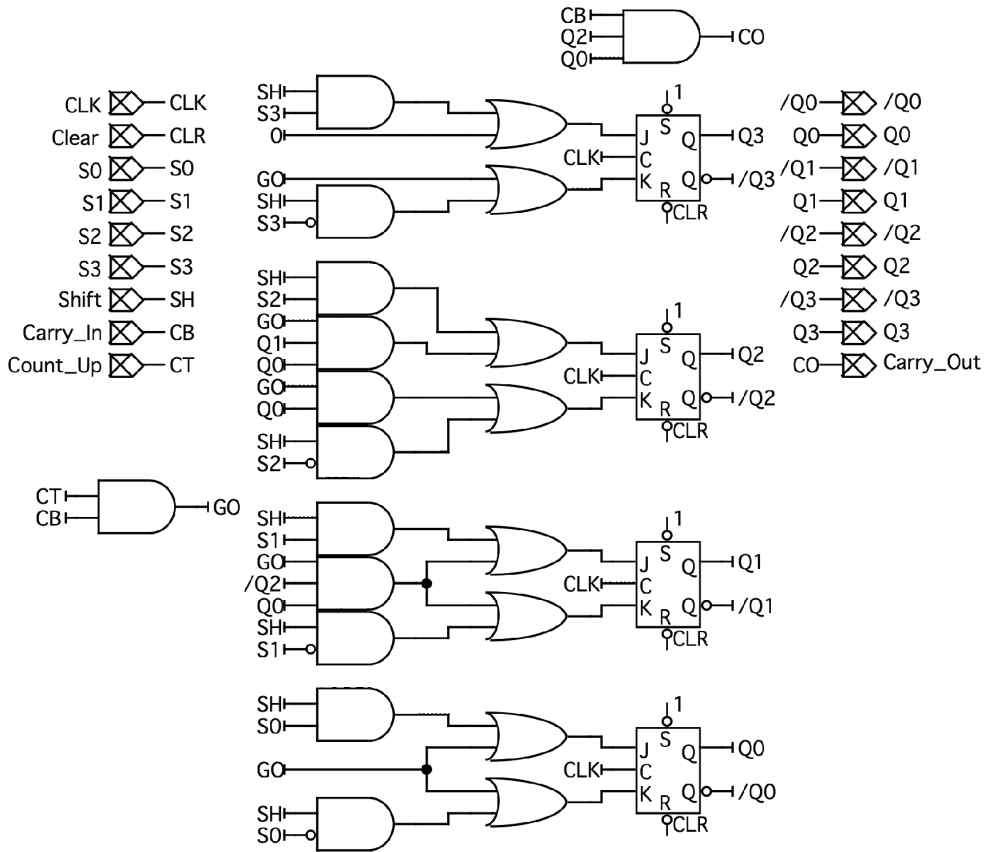 CB
Q2
Q0
CO
CLK CLK
Clear CLR
S0 S0
S1 S1
S2 S2
S3 S3
Shift SH
Carry_In CB
Count_Up CT
SH
S3
0
GO
SH
S3
1
S
J Q
CLK C
K Q
R
CLR
Q3
/Q3
/Q0 /Q0
Q0 Q0
/Q1 /Q1
Q1 Q1
/Q2 /Q2
Q2 Q2
/Q3 /Q3
Q3 Q3
CO Carry_Out
SH
S2
GO
Q1
Q0
GO
Q0
SH
S2
1
S
J Q
CLK C
K Q
R
CLR
Q2
/Q2
CT
CB
GO
SH
S1
GO
/Q2
Q0
SH
S1
1
S
J Q
CLK C
K Q
R
CLR
Q1
/Q1
SH
S0
GO
SH
S0
1
S
J Q
CLK C
K Q
R
CLR
Q0
/Q0